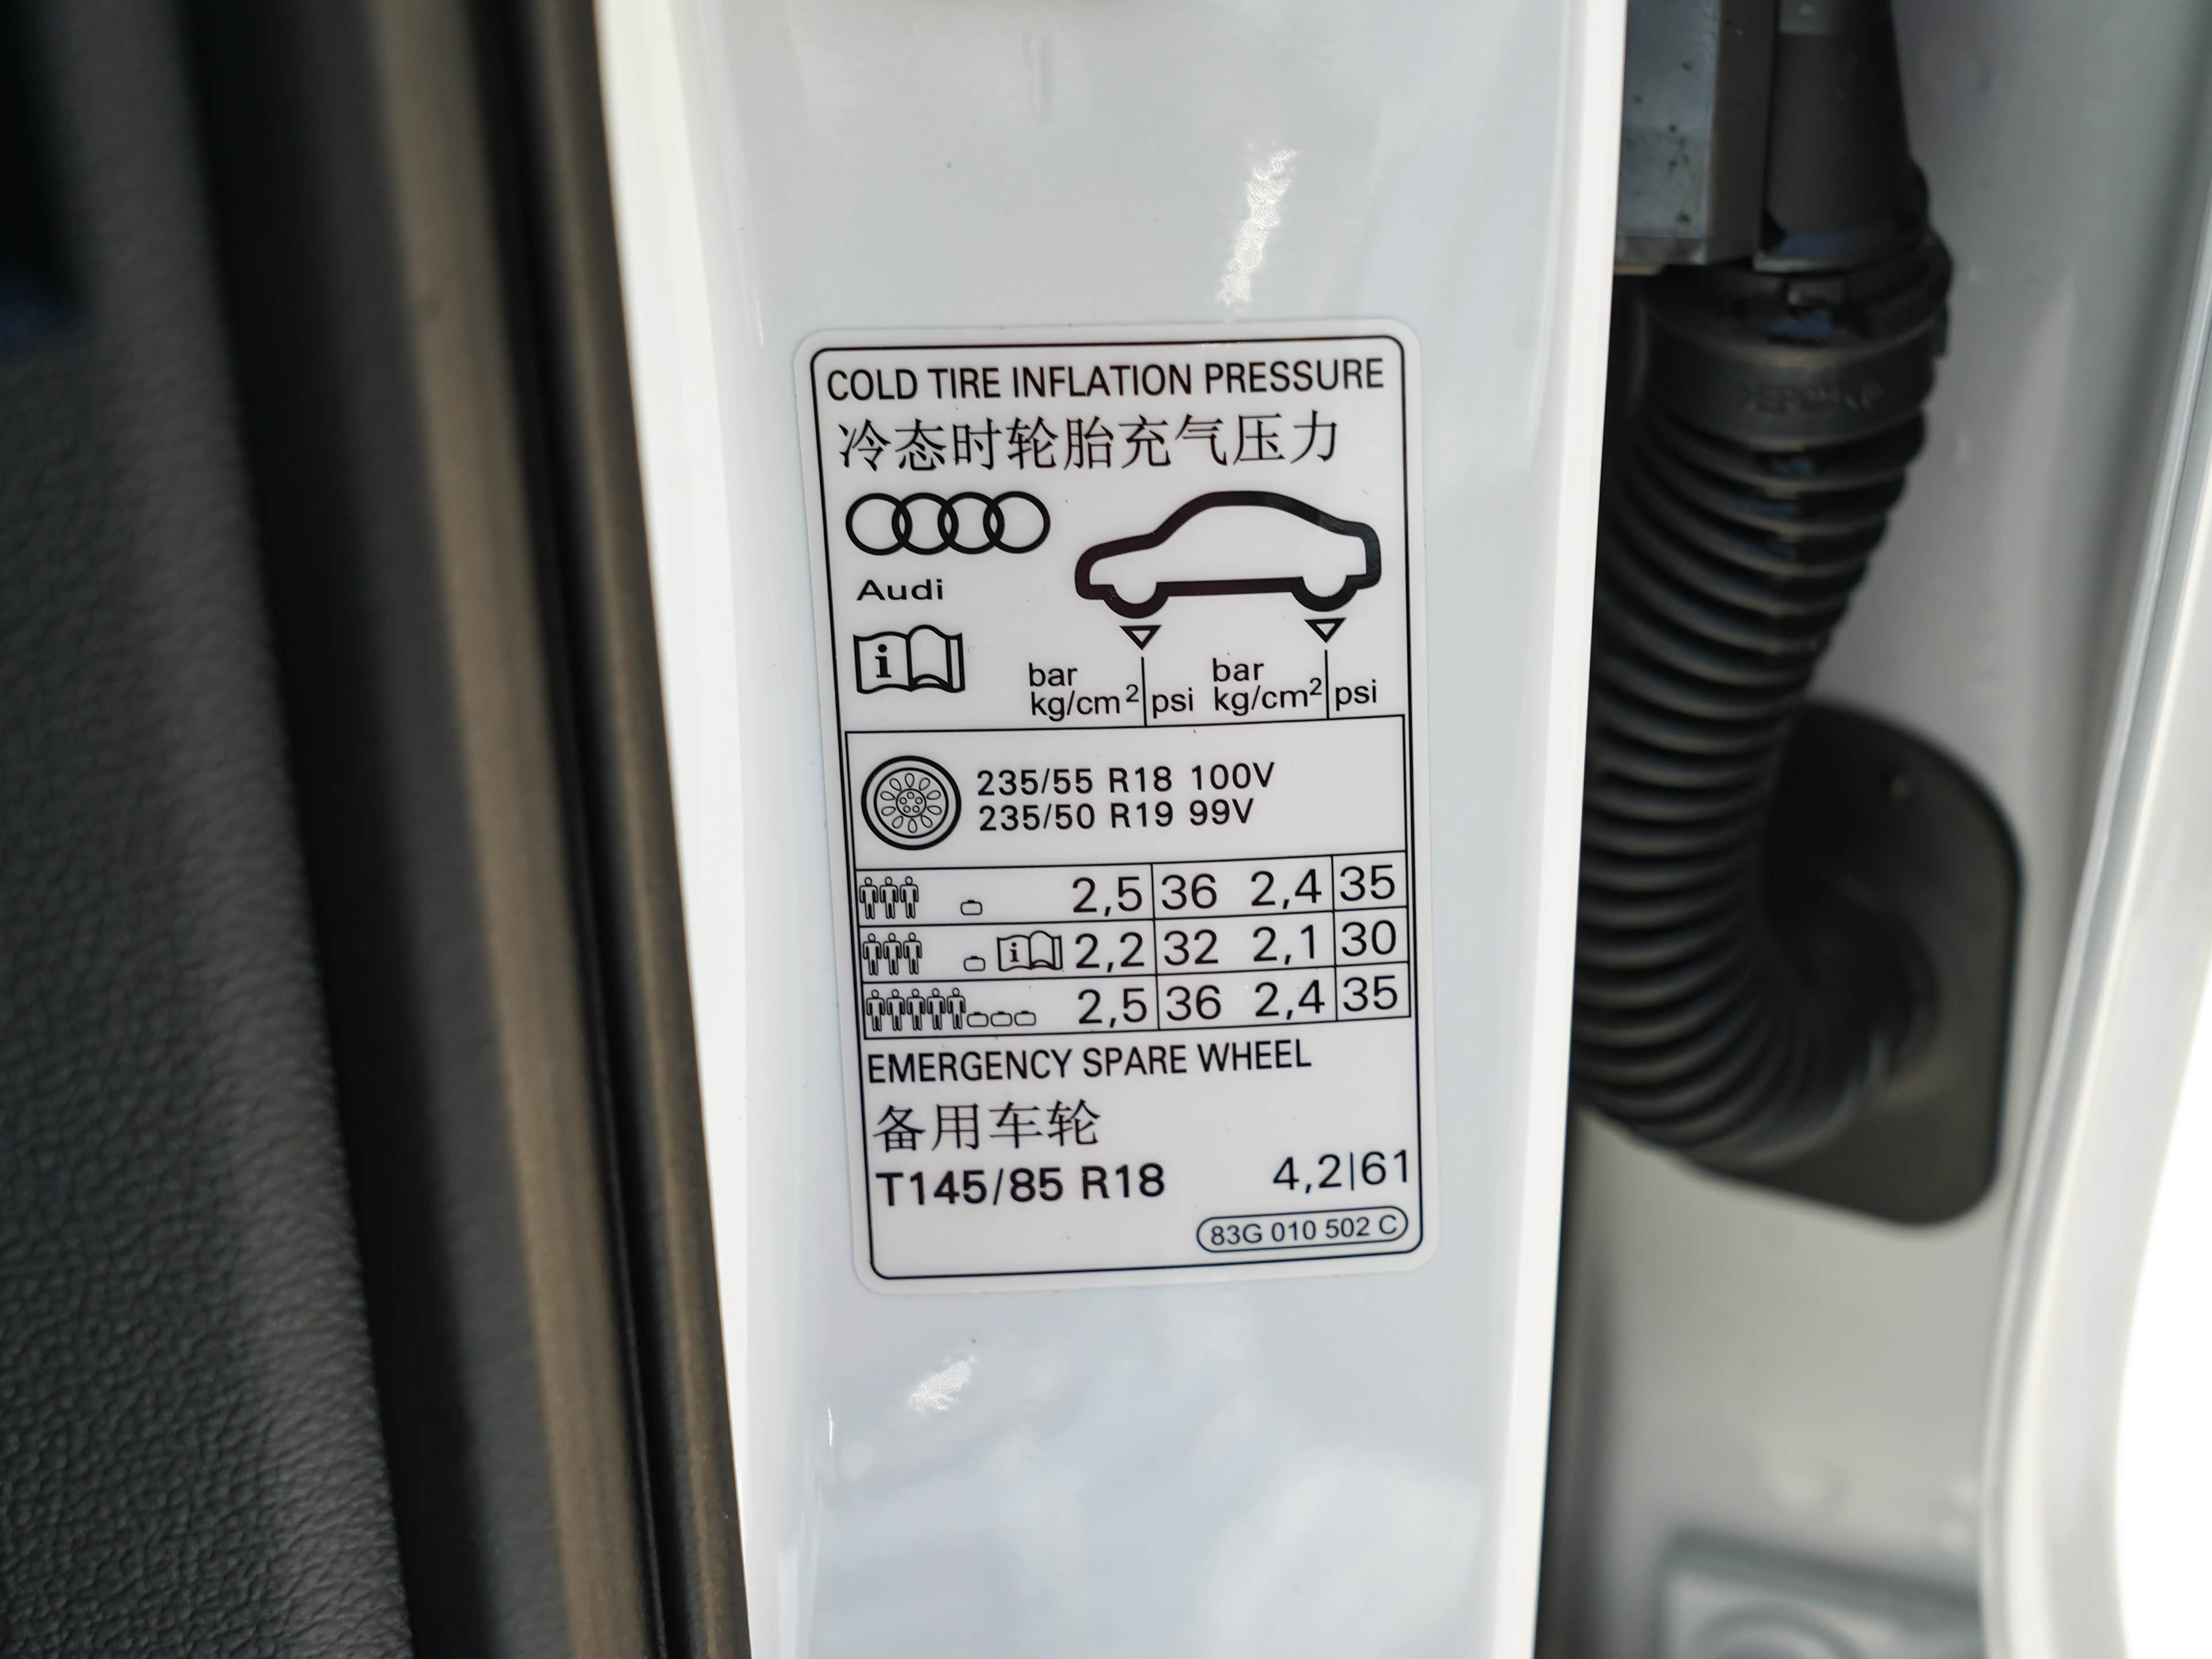 COLD TIRE INFLATION PRESSURE
冷态时轮胎充气压力
Audi
i
bar bar
kg/cm² psi kg/cm² psi
235/55 R18 100V
235/50 R19 99V
2,5 36 2,4 35
i 2,2 32 2,1 30
2,5 36 2,4 35
EMERGENCY SPARE WHEEL
备用车轮
T145/85 R18 4,2|61
83G 010 502 C